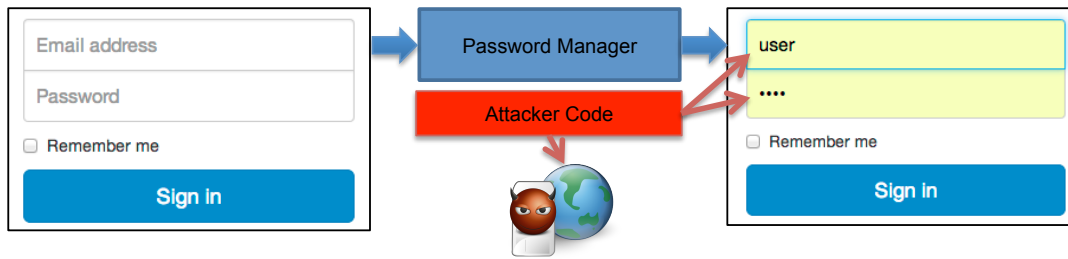 Email address
Password
Remember me
Sign in
Password Manager
Attacker Code
user
••••
Remember me
Sign in